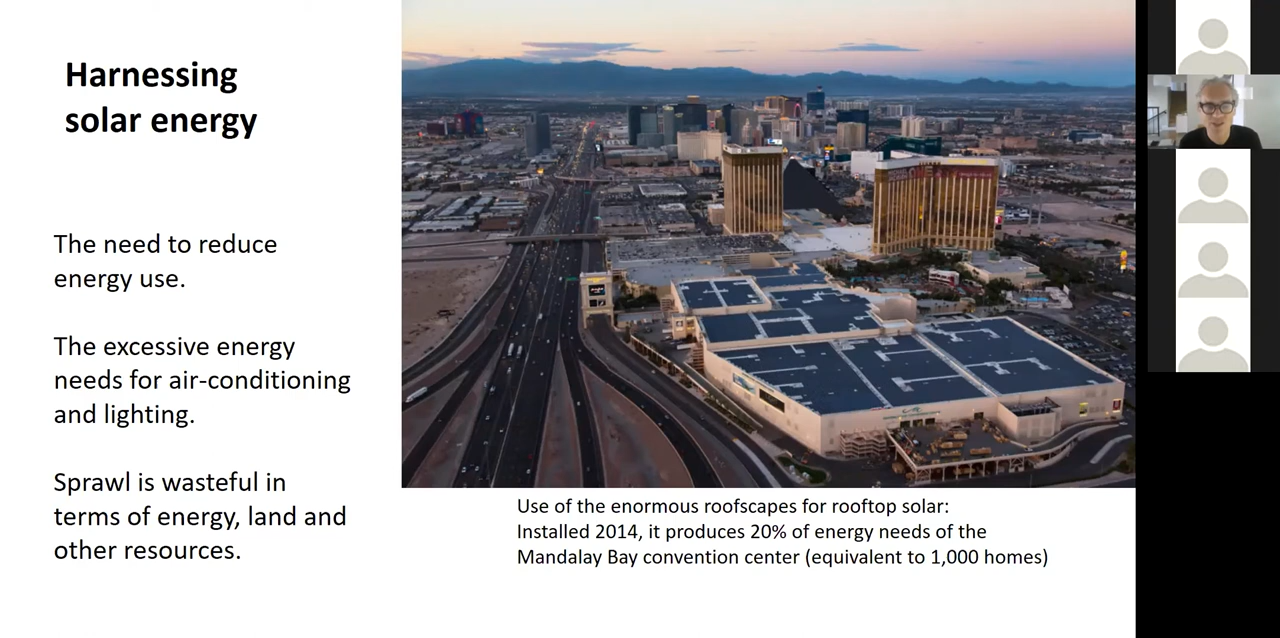 Harnessing
solar energy
The need to reduce
energy use.
The excessive energy
needs for air-conditioning
and lighting.
Sprawl is wasteful in
terms of energy, land and
other resources.
Use of the enormous roofscapes for rooftop solar:
Installed 2014, it produces 20% of energy needs of the
Mandalay Bay convention center (equivalent to 1,000 homes)